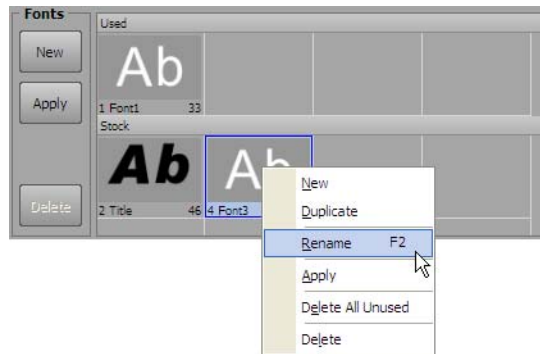 Fonts
New
Apply
Delete
Used
Ab
1 Font1 33
Stock
Ab
2 Title 46
Ab
4 Font3
New
Duplicate
Rename F2
Apply
Delete All Unused
Delete